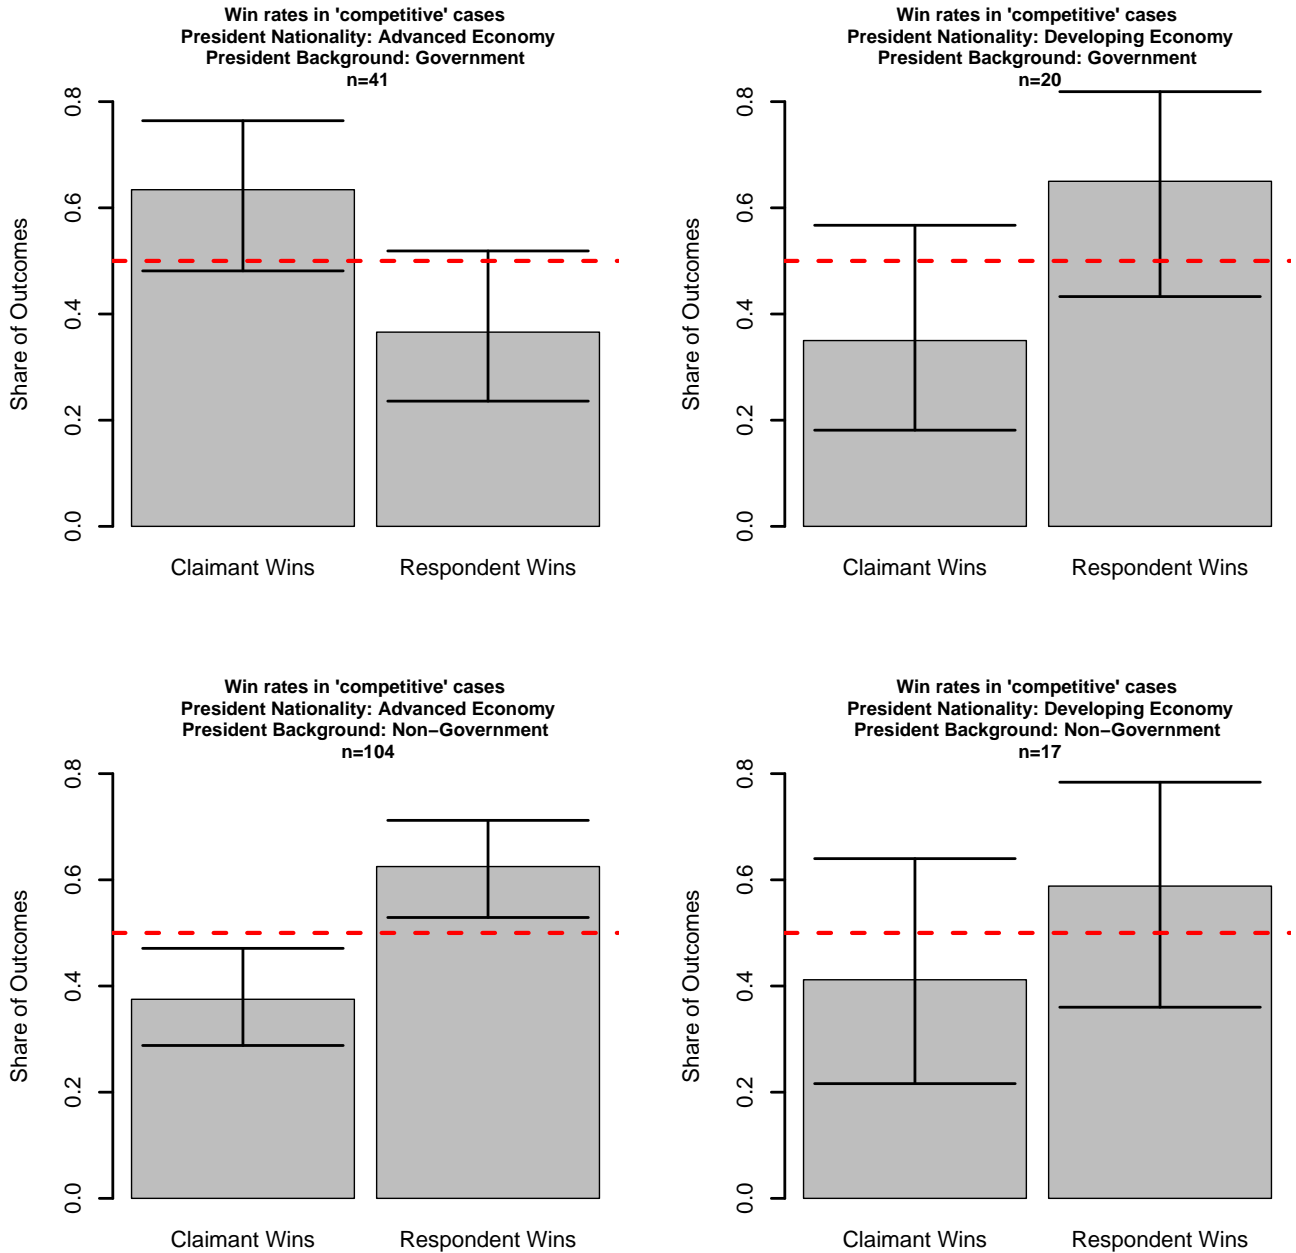 Win rates in 'competitive' cases
President Nationality: Advanced Economy
President Background: Government
n=41
Share of Outcomes
0.0
0.2
0.4
0.6
0.8
Claimant Wins
Respondent Wins
Win rates in 'competitive' cases
President Nationality: Developing Economy
President Background: Government
n=20
Share of Outcomes
0.0
0.2
0.4
0.6
0.8
Claimant Wins
Respondent Wins
Win rates in 'competitive' cases
President Nationality: Advanced Economy
President Background: Non−Government
n=104
Share of Outcomes
0.0
0.2
0.4
0.6
0.8
Claimant Wins
Respondent Wins
Win rates in 'competitive' cases
President Nationality: Developing Economy
President Background: Non−Government
n=17
Share of Outcomes
0.0
0.2
0.4
0.6
0.8
Claimant Wins
Respondent Wins